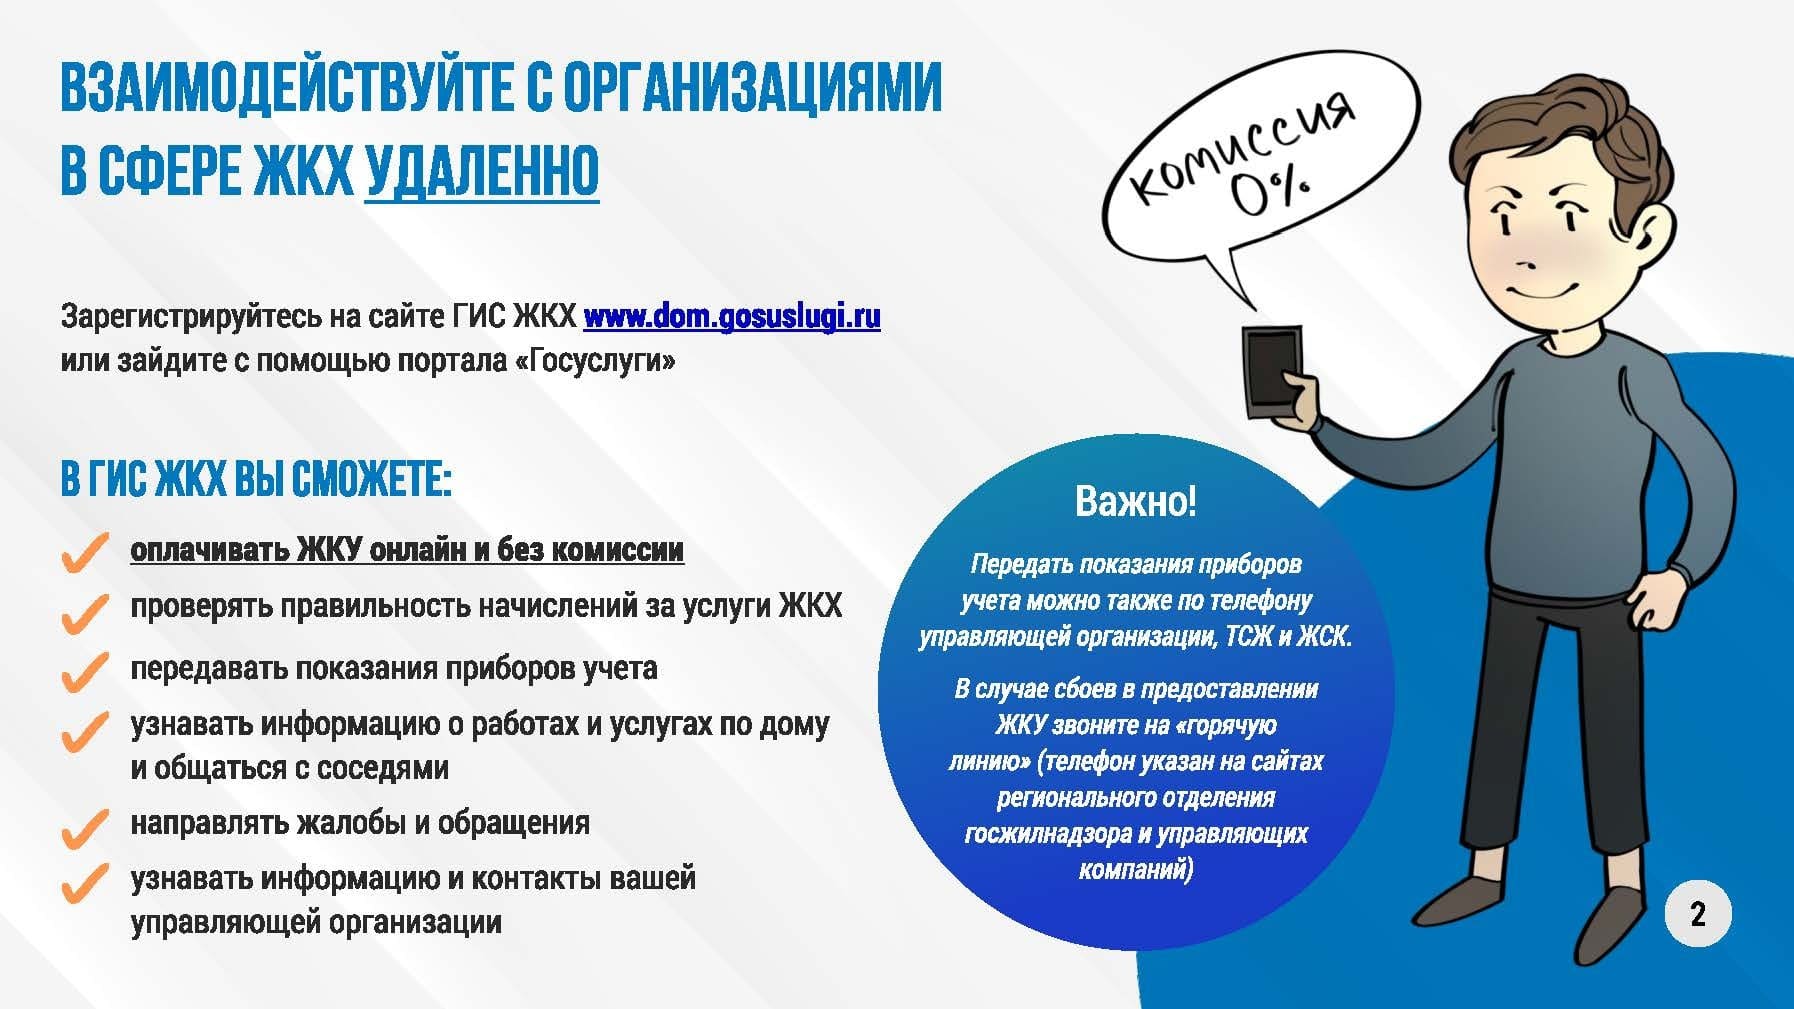 ВЗАИМОДЕЙСТВУЙТЕ С ОРГАНИЗАЦИЯМИ
В СФЕРЕ ЖКХ УДАЛЕННО
комиссия
0%
Зарегистрируйтесь на сайте ГИС ЖКХ www.dom.gosuslugi.ru
или зайдите с помощью портала «Госуслуги»
В ГИС ЖКХ ВЫ СМОЖЕТЕ:
оплачивать ЖКУ онлайн и без комиссии
проверять правильность начислений за услуги ЖКХ
передавать показания приборов учета
узнавать информацию о работах и услугах по дому
и общаться с соседями
направлять жалобы и обращения
узнавать информацию и контакты вашей
управляющей организации
Важно!
Передать показания приборов
учета можно также по телефону
управляющей организации, ТСЖ и ЖСК.
В случае сбоев в предоставлении
ЖКУ звоните на «горячую
линию» (телефон указан на сайтах
регионального отделения
госжилнадзора и управляющих
компаний)
2